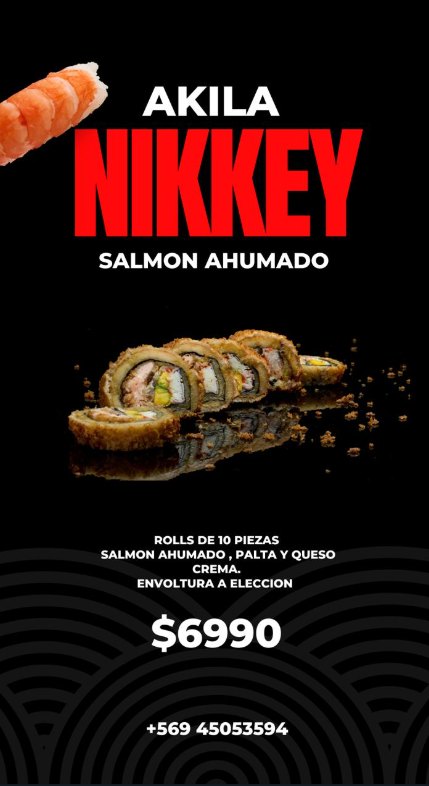 AKILA
NIKKEY
SALMON AHUMADO
ROLLS DE 10 PIEZAS
SALMON AHUMADO , PALTA Y QUESO
CREMA.
ENVOLTURA A ELECCION
$6990
+569 45053594